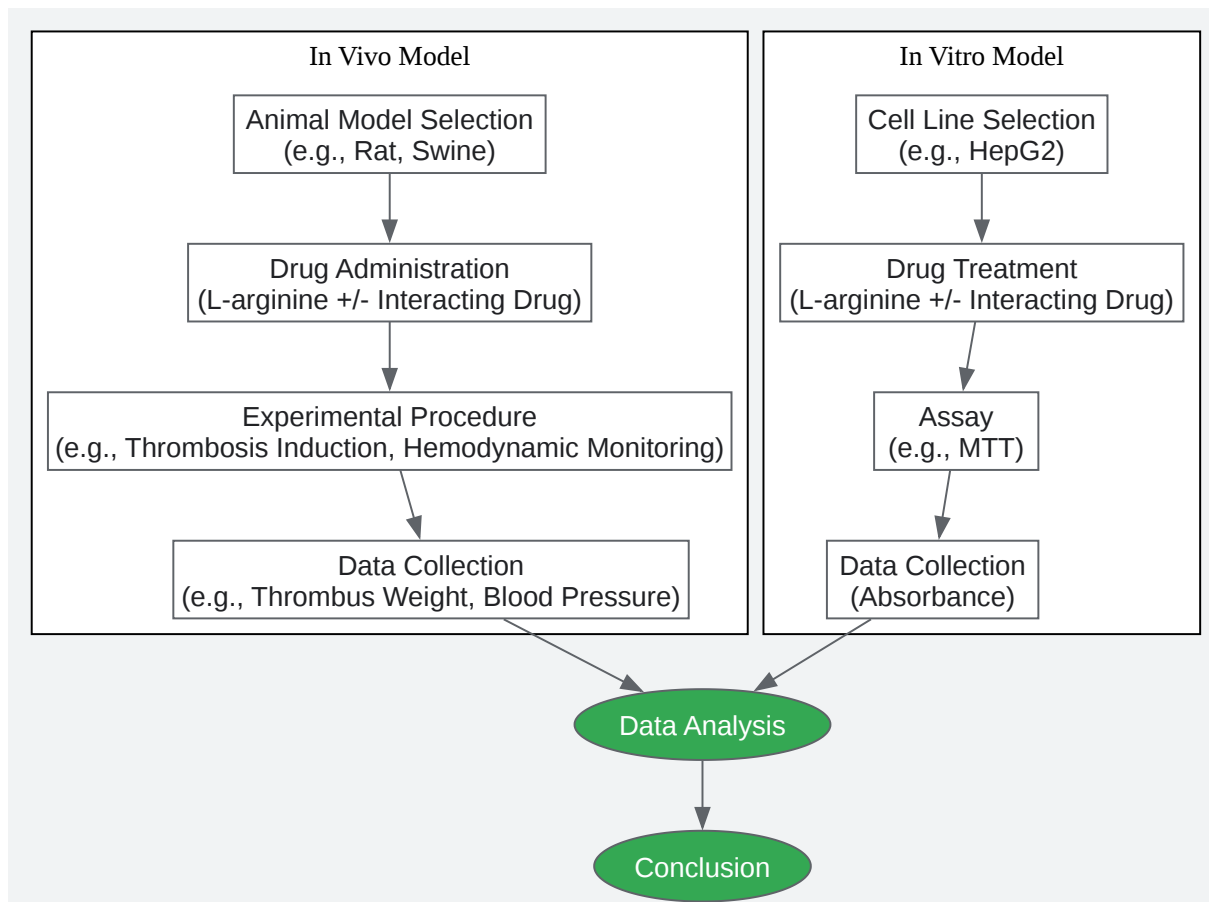 In Vivo Model
Animal Model Selection
(e.g., Rat, Swine)
Drug Administration
(L-arginine +/- Interacting Drug)
Experimental Procedure
(e.g., Thrombosis Induction, Hemodynamic Monitoring)
Data Collection
(e.g., Thrombus Weight, Blood Pressure)
In Vitro Model
Cell Line Selection
(e.g., HepG2)
Drug Treatment
(L-arginine +/- Interacting Drug)
Assay
(e.g., MTT)
Data Collection
(Absorbance)
Data Analysis
Conclusion